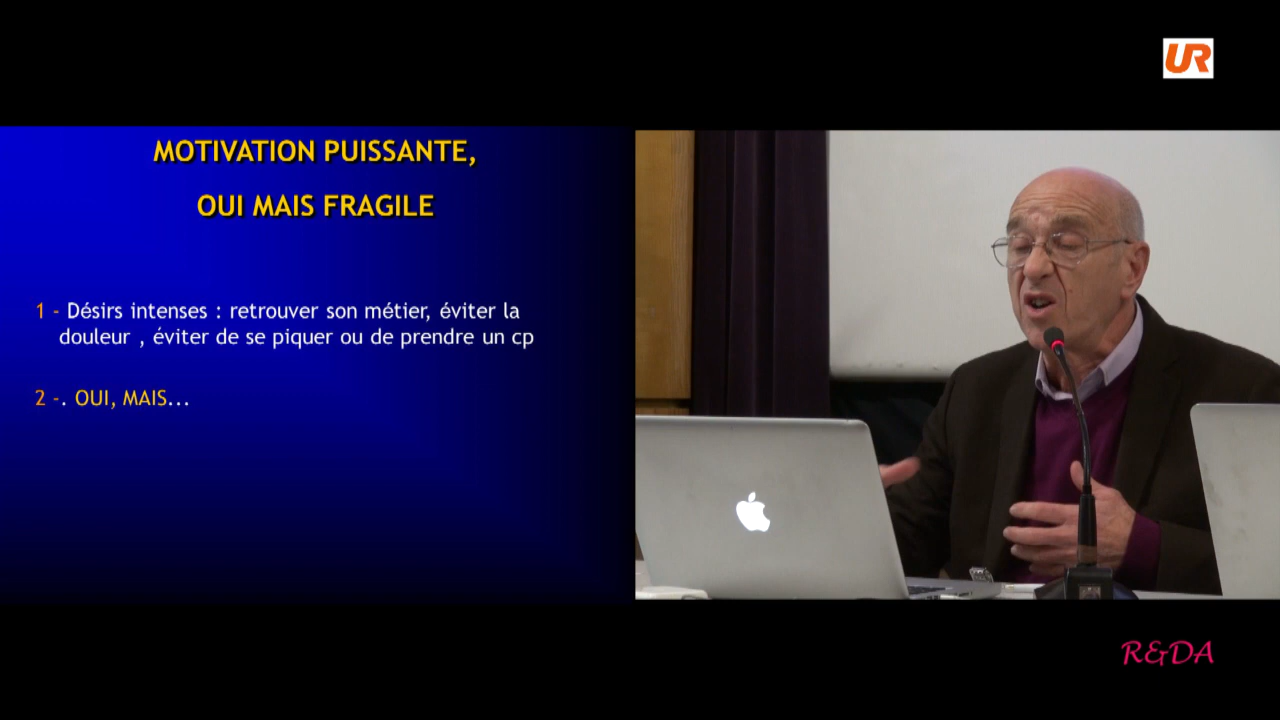 UR
MOTIVATION PUISSANTE,
OUI MAIS FRAGILE
1 - Désirs intenses : retrouver son métier, éviter la
douleur , éviter de se piquer ou de prendre un cp
2 -. OUI, MAIS...
R&DA